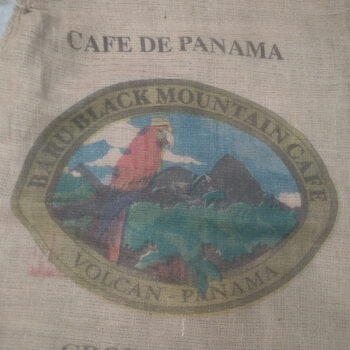 CAFE DE PANAMA
BARU BLACK MOUNTAIN CAFE
VOLCAN - PANAMA